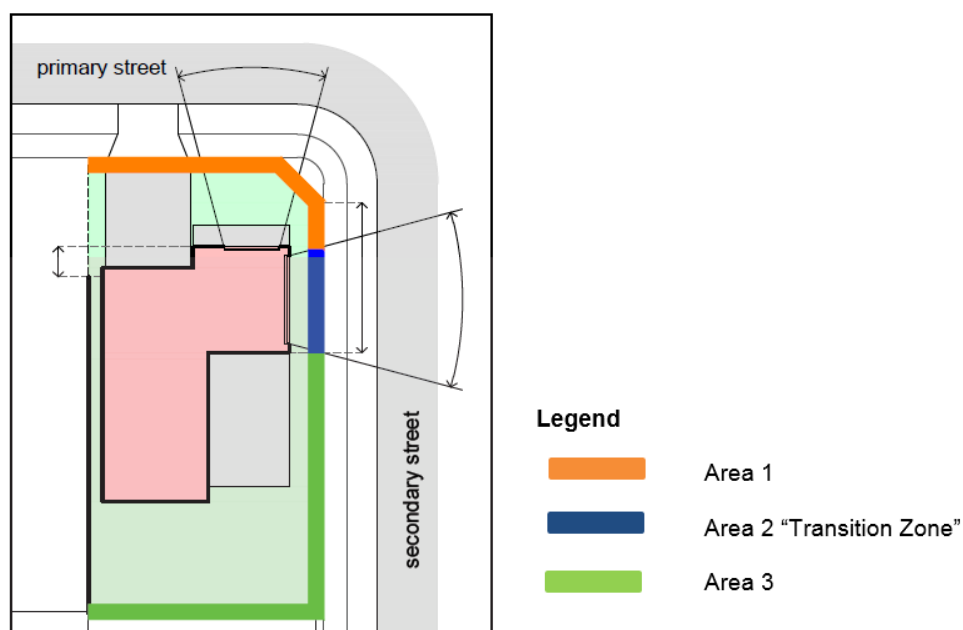 primary street
secondary street
Legend
Area 1
Area 2 “Transition Zone”
Area 3